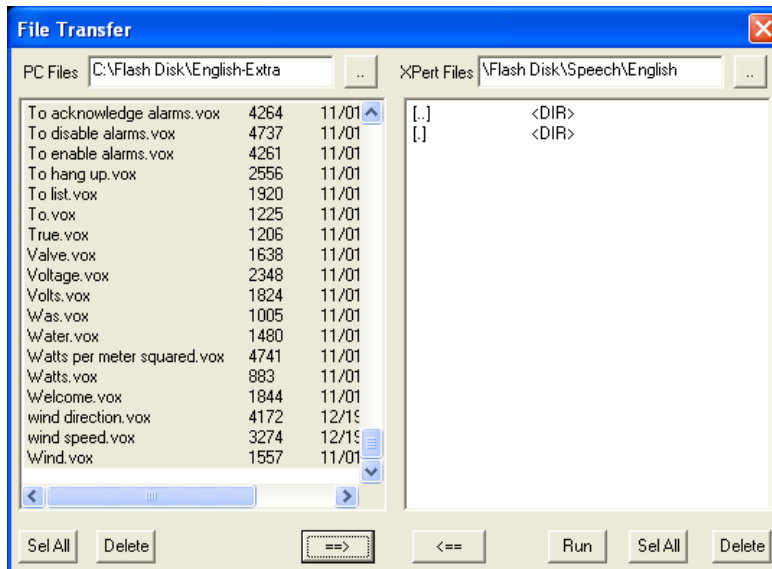 File Transfer
PC Files C:\Flash Disk\English-Extra .. XPert Files \Flash Disk\Speech\English ..
To acknowledge alarms.vox 4264 11/01
To disable alarms.vox 4737 11/01
To enable alarms.vox 4261 11/01
To hang up.vox 2556 11/01
To list.vox 1920 11/01
To.vox 1225 11/01
True.vox 1206 11/01
Valve.vox 1638 11/01
Voltage.vox 2348 11/01
Volts.vox 1824 11/01
Was.vox 1005 11/01
Water.vox 1480 11/01
Watts per meter squared.vox 4741 11/01
Watts.vox 883 11/01
Welcome.vox 1844 11/01
wind direction.vox 4172 12/19
wind speed.vox 3274 12/19
Wind.vox 1557 11/01
[..] <DIR>
[.] <DIR>
Sel All Delete ==> <== Run Sel All Delete